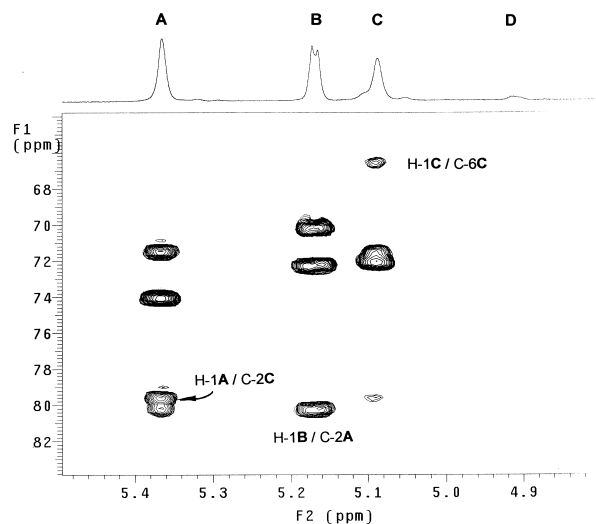 A B C D
F1
(ppm)
H-1C / C-6C
68
70
72
74
76
78
80
82
H-1A / C-2C
H-1B / C-2A
5.4 5.3 5.2 5.1 5.0 4.9
F2 (ppm)